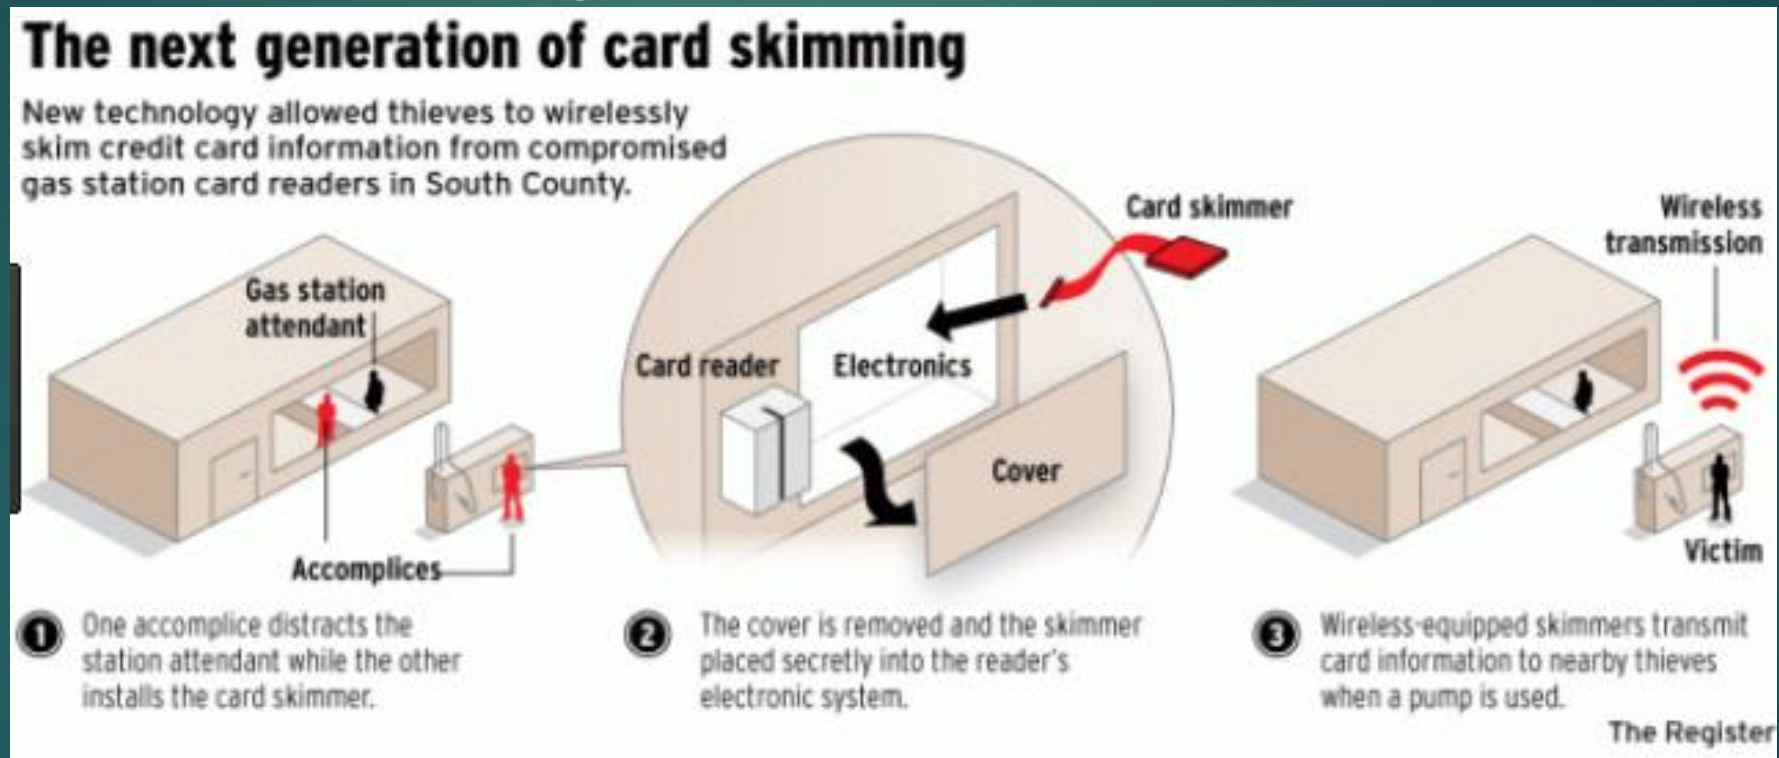 The next generation of card skimming
New technology allowed thieves to wirelessly
skim credit card information from compromised
gas station card readers in South County.
Gas station
attendant
Accomplices
Card reader
Electronics
Card skimmer
Cover
Wireless
transmission
Victim
1 One accomplice distracts the
station attendant while the other
installs the card skimmer.
2 The cover is removed and the skimmer
placed secretly into the reader's
electronic system.
3 Wireless-equipped skimmers transmit
card information to nearby thieves
when a pump is used.
The Register